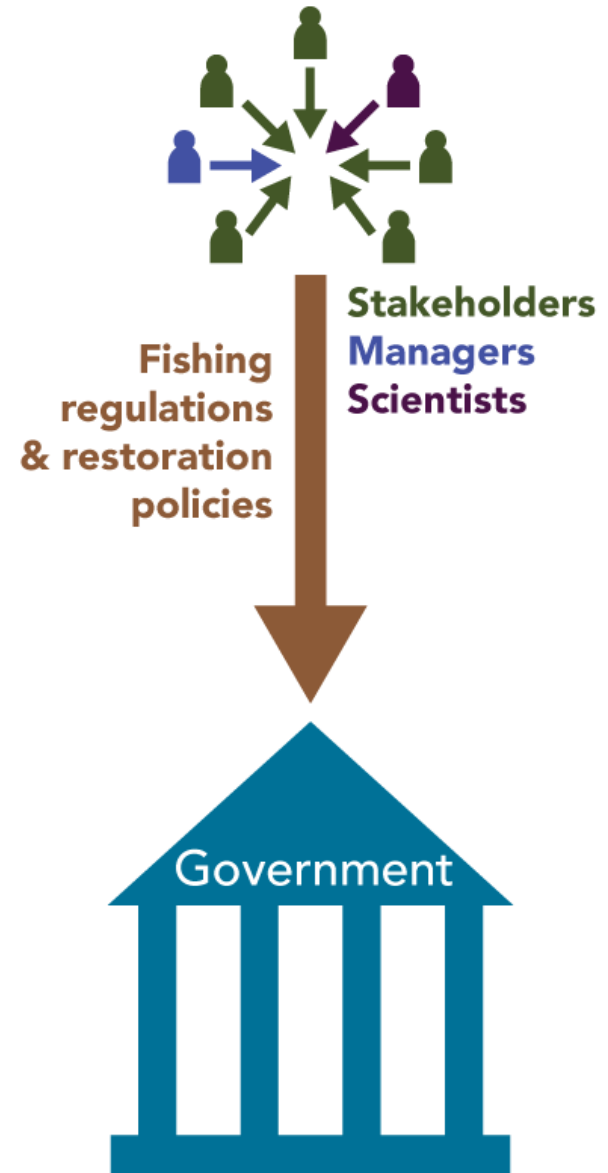 Stakeholders
Managers
Scientists
Fishing
regulations
& restoration
policies
Government